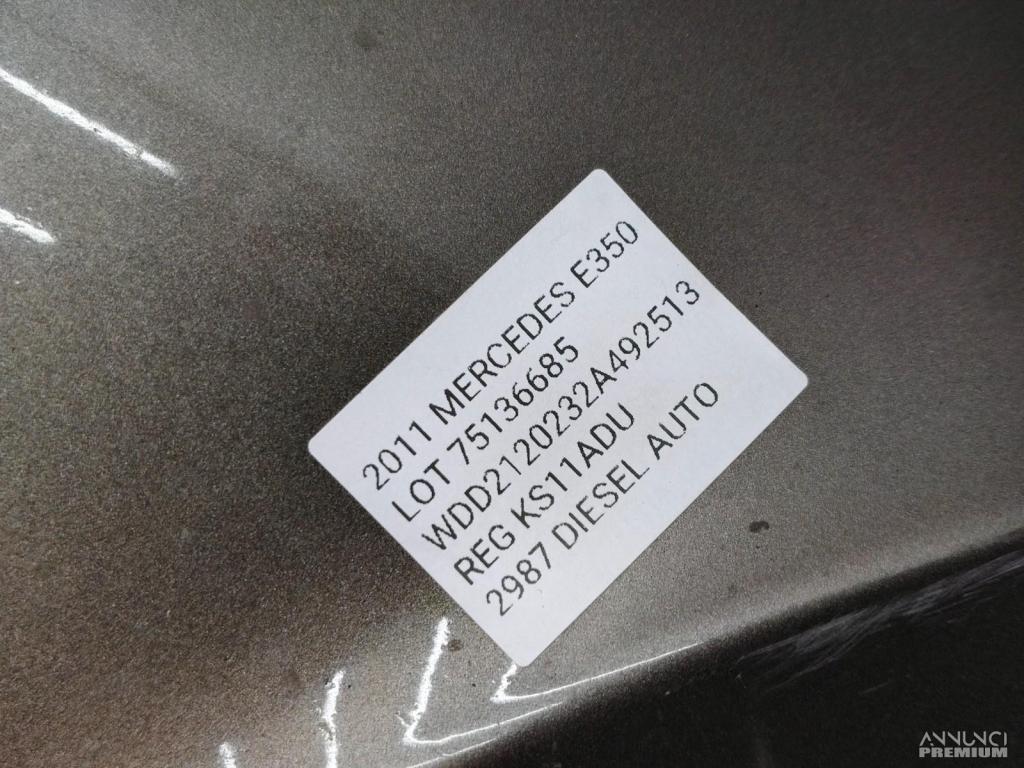 2011 MERCEDES E350
LOT 75136685
WDD2120232A492513
REG KS11ADU
2987 DIESEL AUTO
ANNUNCI
PREMIUM